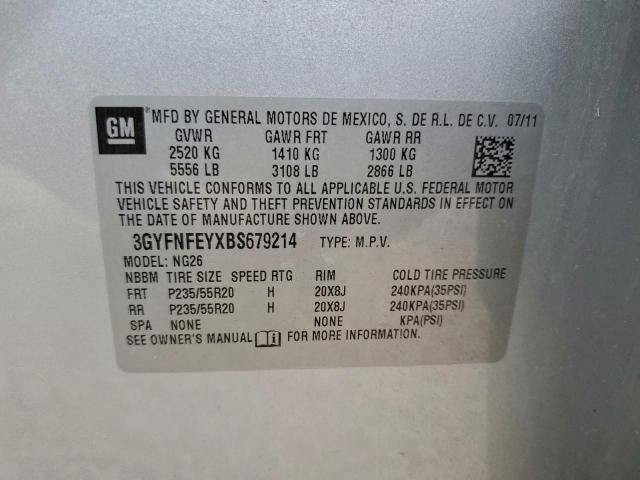 GM ®MFD BY GENERAL MOTORS DE MEXICO, S. DE R.L. DE C.V. 07/11
GVWR GAWR FRT GAWR RR
2520 KG 1410 KG 1300 KG
5556 LB 3108 LB 2866 LB
THIS VEHICLE CONFORMS TO ALL APPLICABLE U.S. FEDERAL MOTOR
VEHICLE SAFETY AND THEFT PREVENTION STANDARDS IN EFFECT ON
THE DATE OF MANUFACTURE SHOWN ABOVE.
3GYFNFEYXBS679214 TYPE: M.P.V.
MODEL: NG26
NBBM TIRE SIZE SPEED RTG RIM COLD TIRE PRESSURE
FRT P235/55R20 H 20X8J 240KPA(35PSI)
RR P235/55R20 H 20X8J 240KPA(35PSI)
SPA NONE NONE KPA(PSI)
SEE OWNER'S MANUAL FOR MORE INFORMATION.